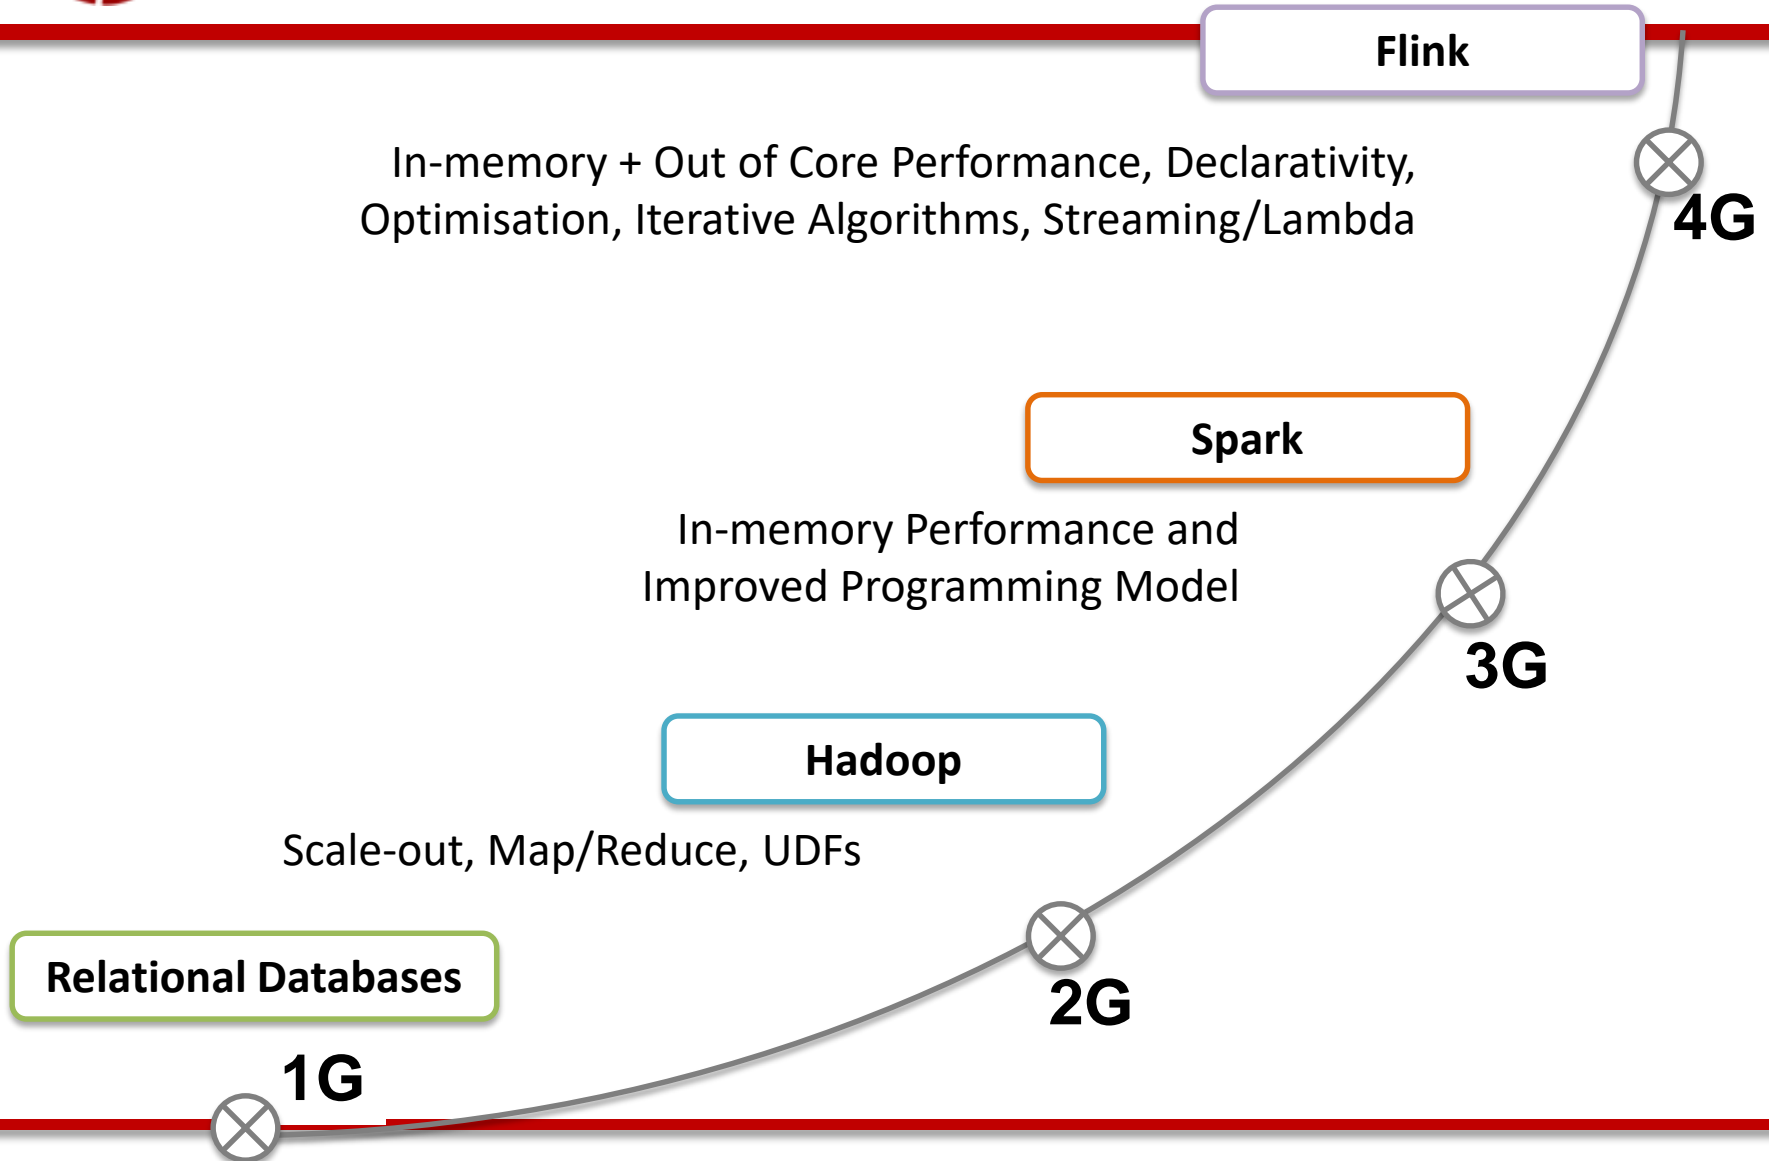 Flink
In-memory + Out of Core Performance, Declarativity,
Optimisation, Iterative Algorithms, Streaming/Lambda
4G
Spark
In-memory Performance and
Improved Programming Model
3G
Hadoop
Scale-out, Map/Reduce, UDFs
2G
Relational Databases
1G